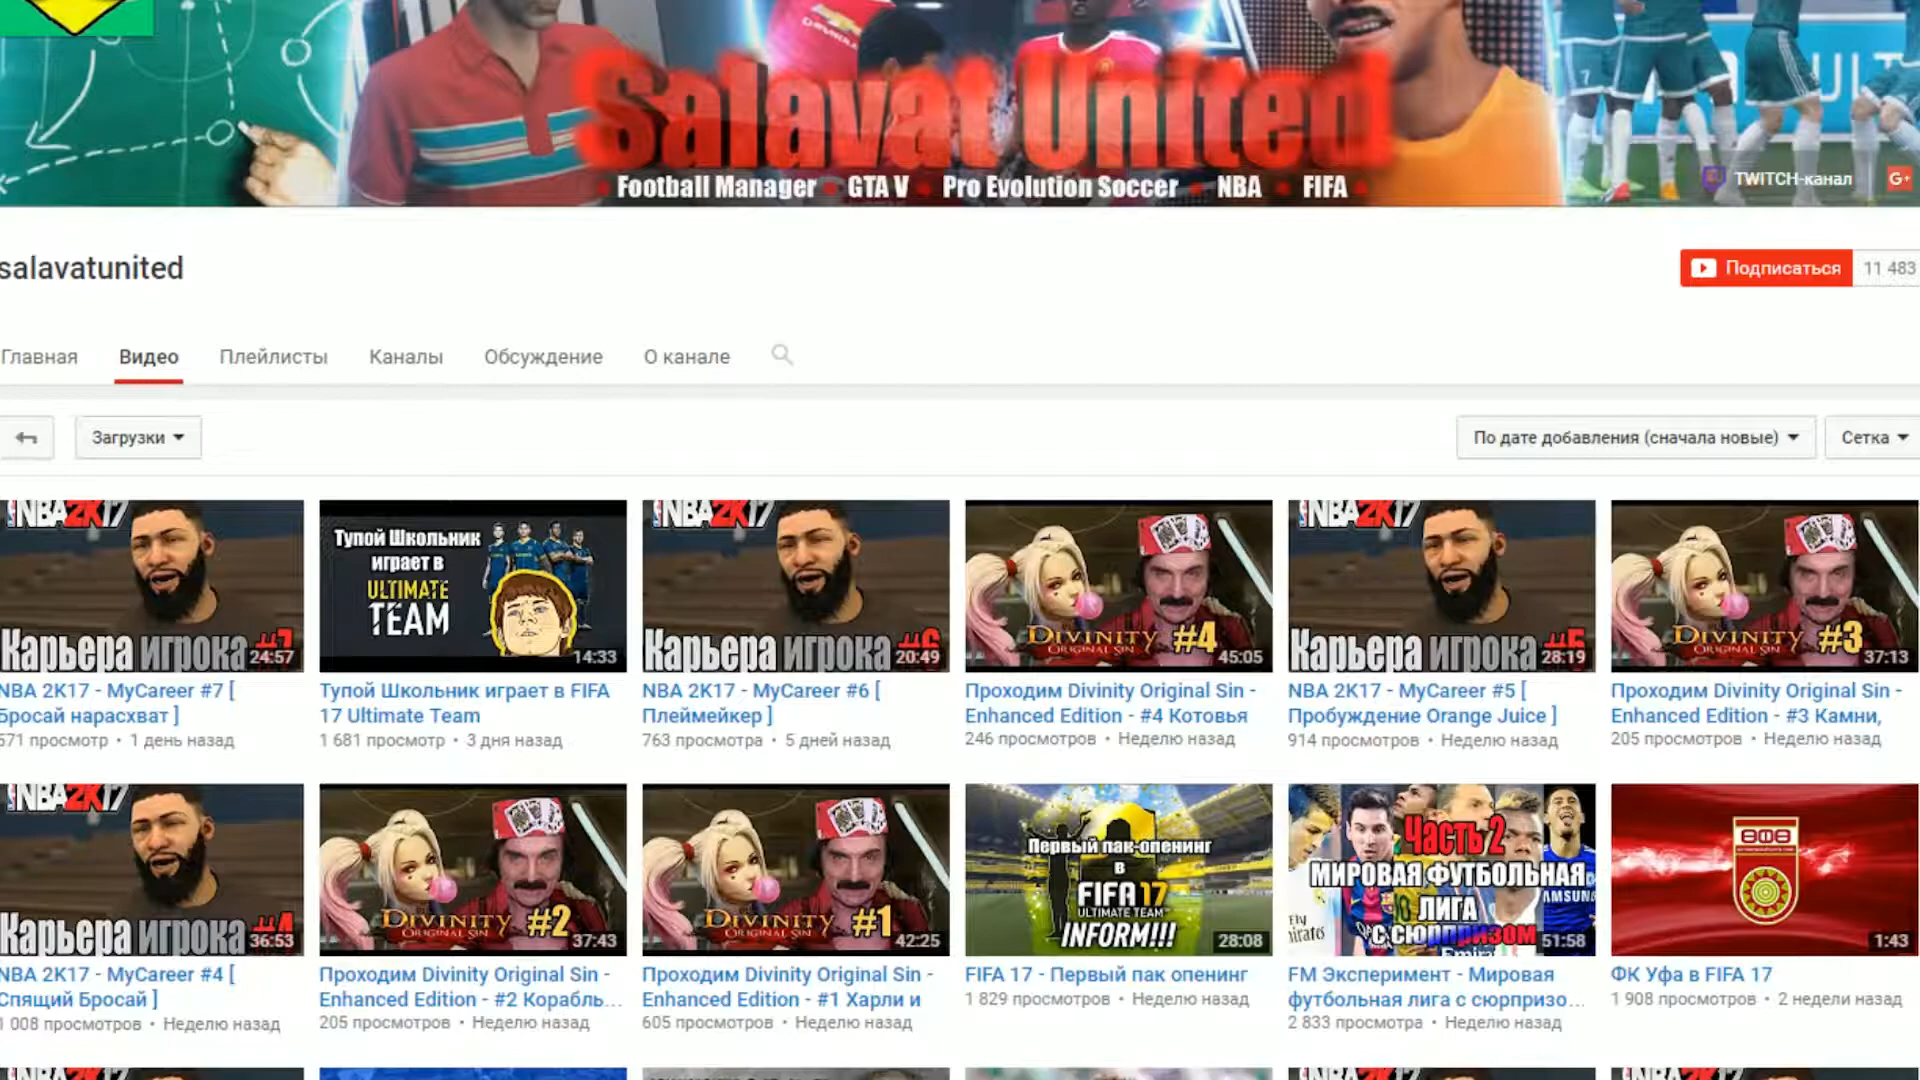 CHEVROLET
Salavat United
Football Manager GTA V Pro Evolution Soccer NBA FIFA
TWITCH-канал
G+
salavatunited
Подписаться 11 483
Главная Видео Плейлисты Каналы Обсуждение О канале
Загрузки
По дате добавления (сначала новые) Сетка
NBA2K17
Карьера игрока #7
24:57
Тупой Школьник
играет в
ULTIMATE
TEAM
14:33
NBA2K17
Карьера игрока #6
20:49
DIVINITY
ORIGINAL SIN
#4
45:05
NBA2K17
Карьера игрока #5
28:19
DIVINITY
ORIGINAL SIN
#3
37:13
NBA 2K17 - MyCareer #7 [
Бросай нарасхват ]
571 просмотр • 1 день назад
Тупой Школьник играет в FIFA
17 Ultimate Team
1 681 просмотр • 3 дня назад
NBA 2K17 - MyCareer #6 [
Плеймейкер ]
763 просмотра • 5 дней назад
Проходим Divinity Original Sin -
Enhanced Edition - #4 Котовья
246 просмотров • Неделю назад
NBA 2K17 - MyCareer #5 [
Пробуждение Orange Juice ]
914 просмотров • Неделю назад
Проходим Divinity Original Sin -
Enhanced Edition - #3 Камни,
205 просмотров • Неделю назад
NBA2K17
Карьера игрока #4
36:53
DIVINITY
ORIGINAL SIN
#2
37:43
DIVINITY
ORIGINAL SIN
#1
42:25
Первый пак-опенинг
в
FIFA 17
ULTIMATE TEAM
INFORM!!!
28:08
Часть 2
МИРОВАЯ ФУТБОЛЬНАЯ
ЛИГА
с сюрпризом
SAMSUNG
Fly
Emirates
51:58
1:43
NBA 2K17 - MyCareer #4 [
Спящий Бросай ]
1 008 просмотров • Неделю назад
Проходим Divinity Original Sin -
Enhanced Edition - #2 Корабль...
205 просмотров • Неделю назад
Проходим Divinity Original Sin -
Enhanced Edition - #1 Харли и
605 просмотров • Неделю назад
FIFA 17 - Первый пак опенинг
1 829 просмотров • Неделю назад
FM Эксперимент - Мировая
футбольная лига с сюрпризо...
2 833 просмотра • Неделю назад
ФК Уфа в FIFA 17
1 908 просмотров • 2 недели назад
NBA2K17
NBA2K17
NBA2K17